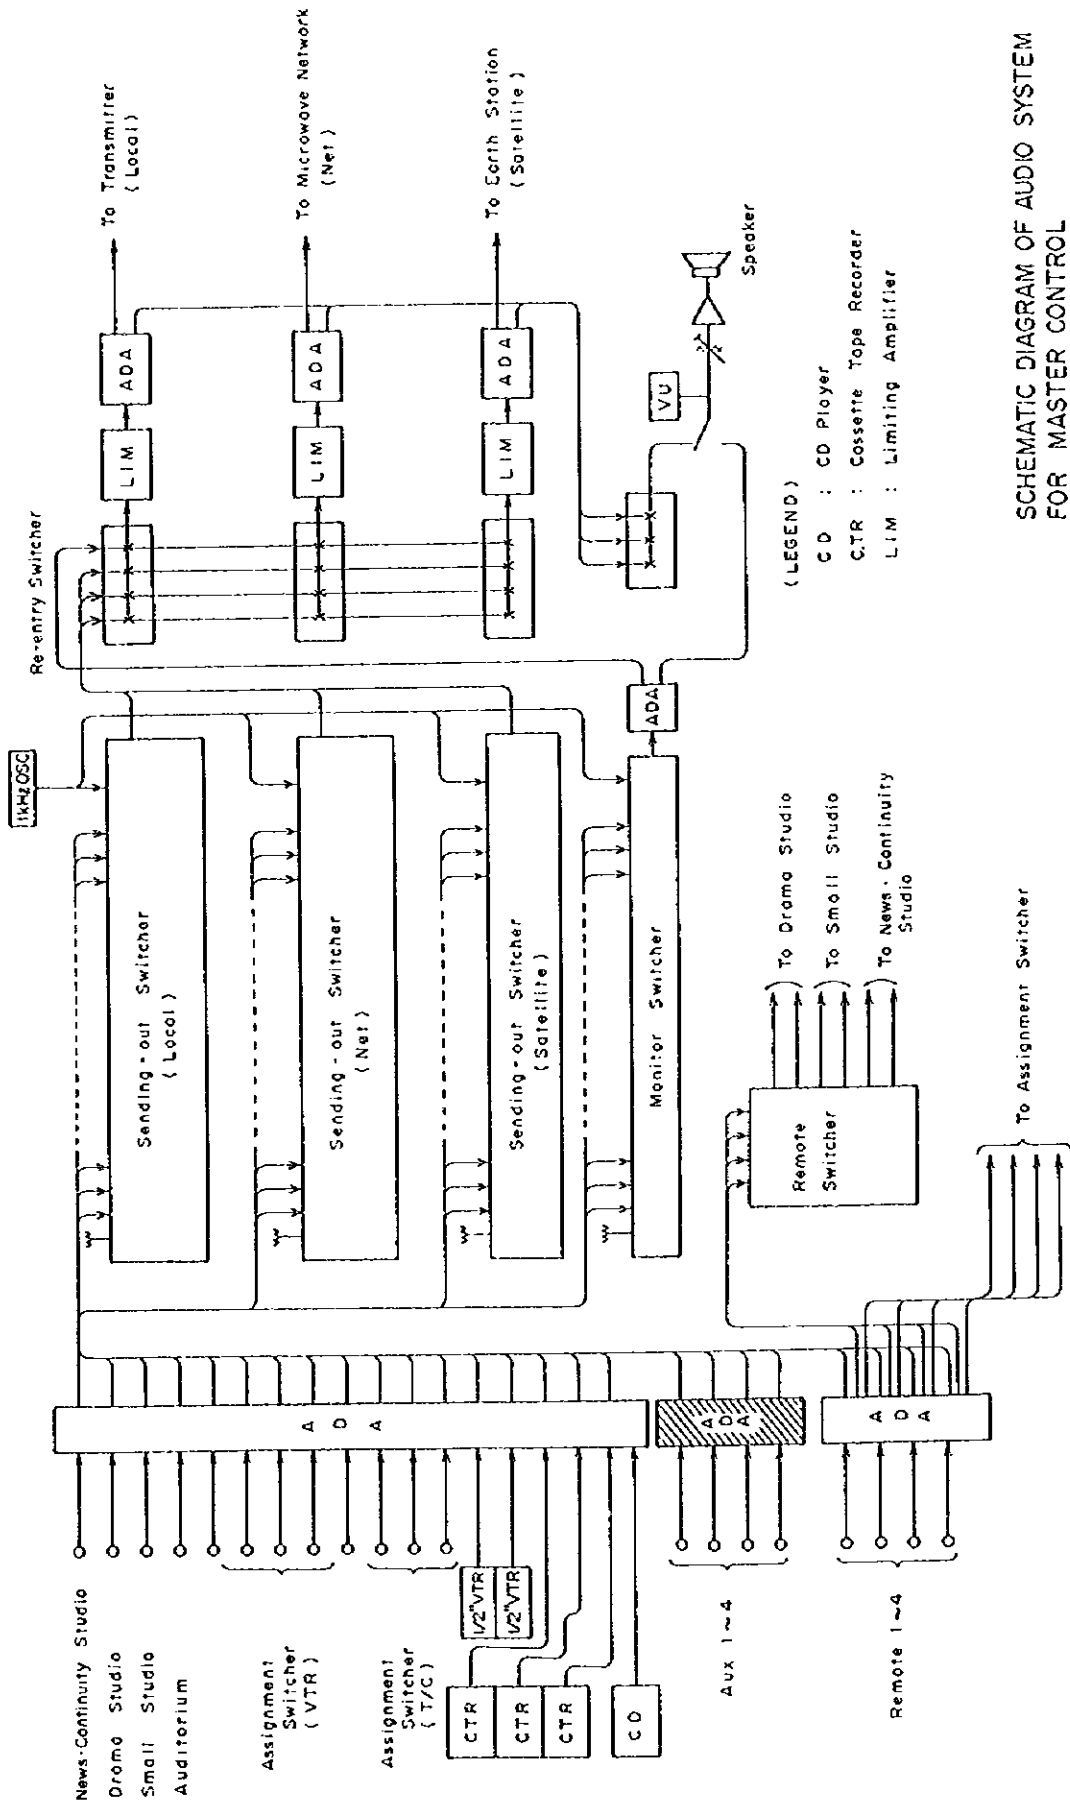 News·Continuity Studio
Drama Studio
Small Studio
Auditorium
Assignment
Switcher
(VTR)
Assignment
Switcher
(T/C)
1/2"VTR
1/2"VTR
CTR
CTR
CTR
CD
Aux 1~4
Remote 1~4
ADA
ADA
ADA
1kHz OSC
Sending-out Switcher
(Local)
Sending-out Switcher
(Net)
Sending-out Switcher
(Satellite)
Monitor Switcher
ADA
Remote
Switcher
To Drama Studio
To Small Studio
To News·Continuity
Studio
To Assignment Switcher
Re-entry Switcher
LIM
ADA
To Transmitter
(Local)
LIM
ADA
To Microwave Network
(Net)
LIM
ADA
To Earth Station
(Satellite)
VU
Speaker
(LEGEND)
CD : CD Player
CTR : Cassette Tape Recorder
LIM : Limiting Amplifier
SCHEMATIC DIAGRAM OF AUDIO SYSTEM
FOR MASTER CONTROL